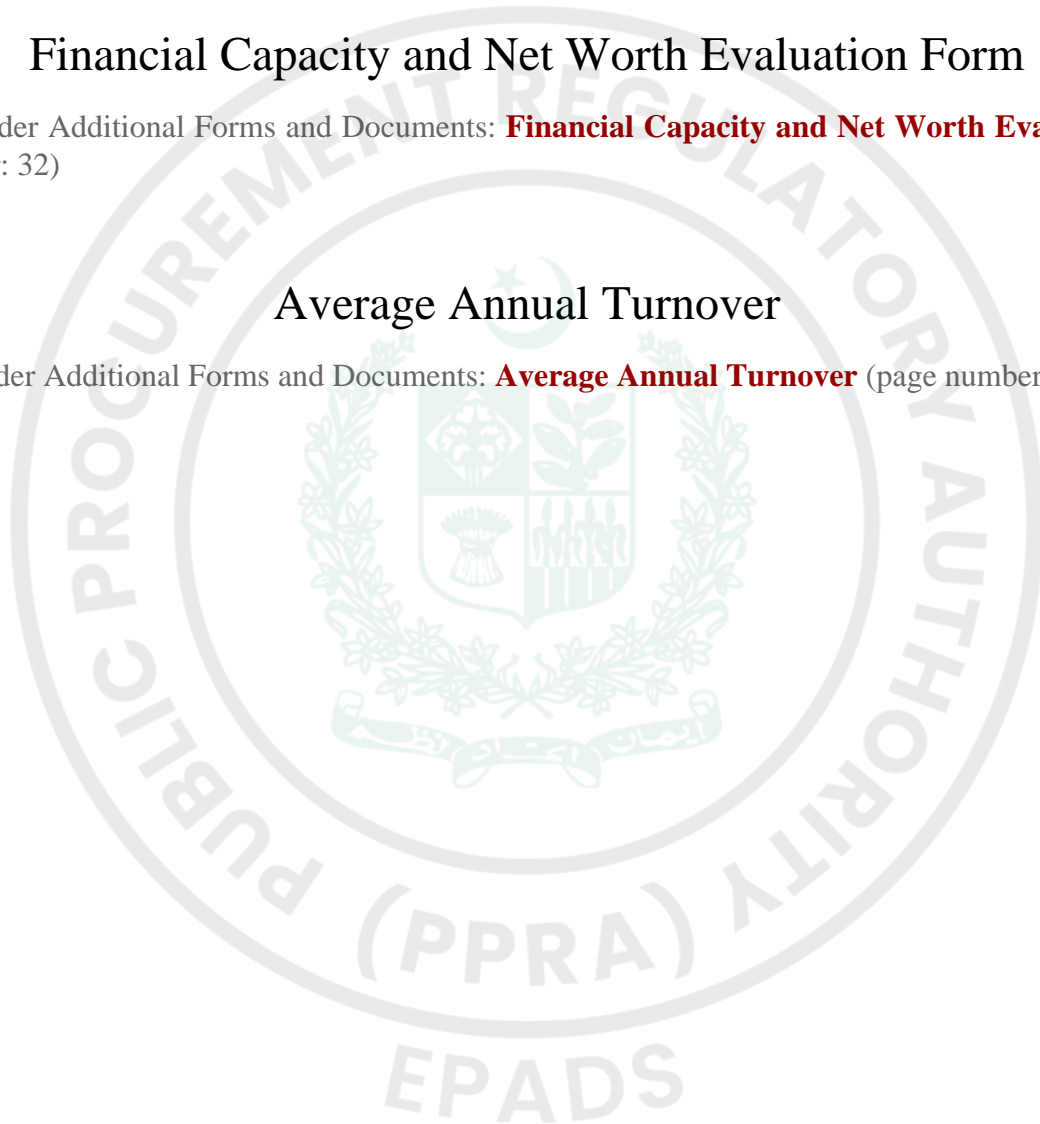 Financial Capacity and Net Worth Evaluation Form
der Additional Forms and Documents: Financial Capacity and Net Worth Eva
: 32)
Average Annual Turnover
der Additional Forms and Documents: Average Annual Turnover (page number
PUBLIC PROCUREMENT REGULATORY AUTHORITY
(PPRA)
EPADS